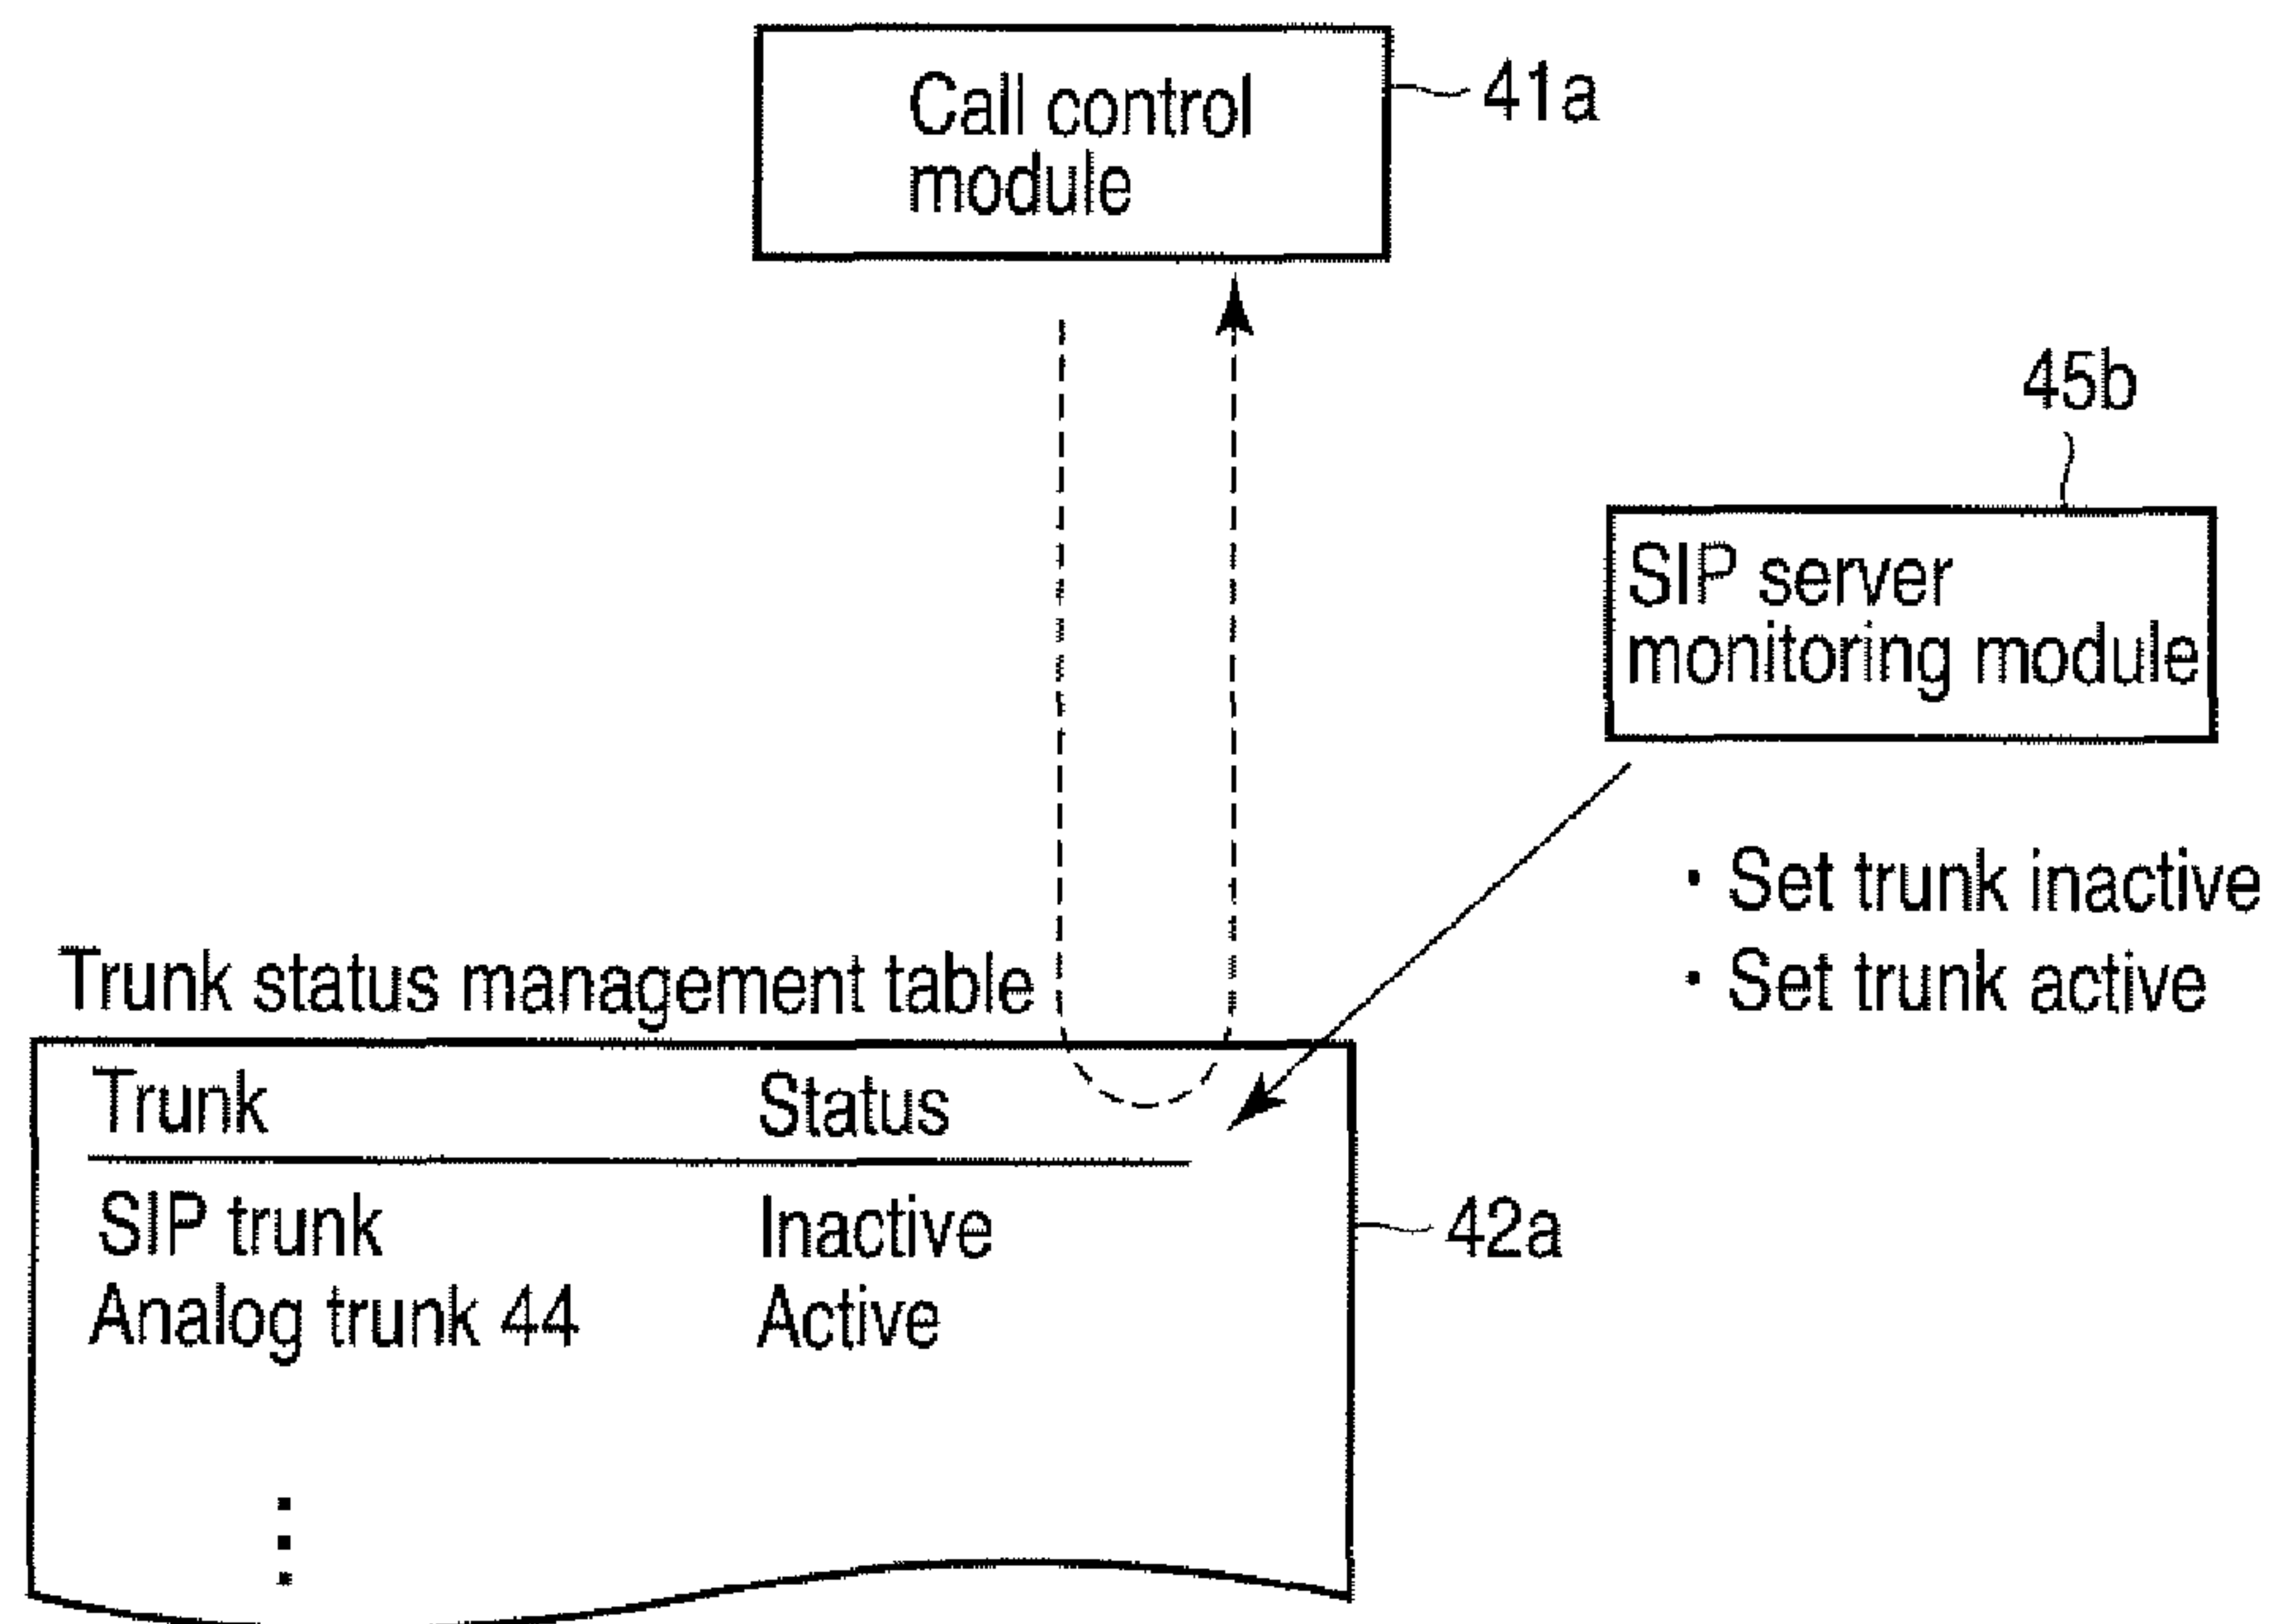 Call control
module
41a
45b
SIP server
monitoring module
· Set trunk inactive
· Set trunk active
Trunk status management table
Trunk Status
SIP trunk Inactive
Analog trunk 44 Active
42a